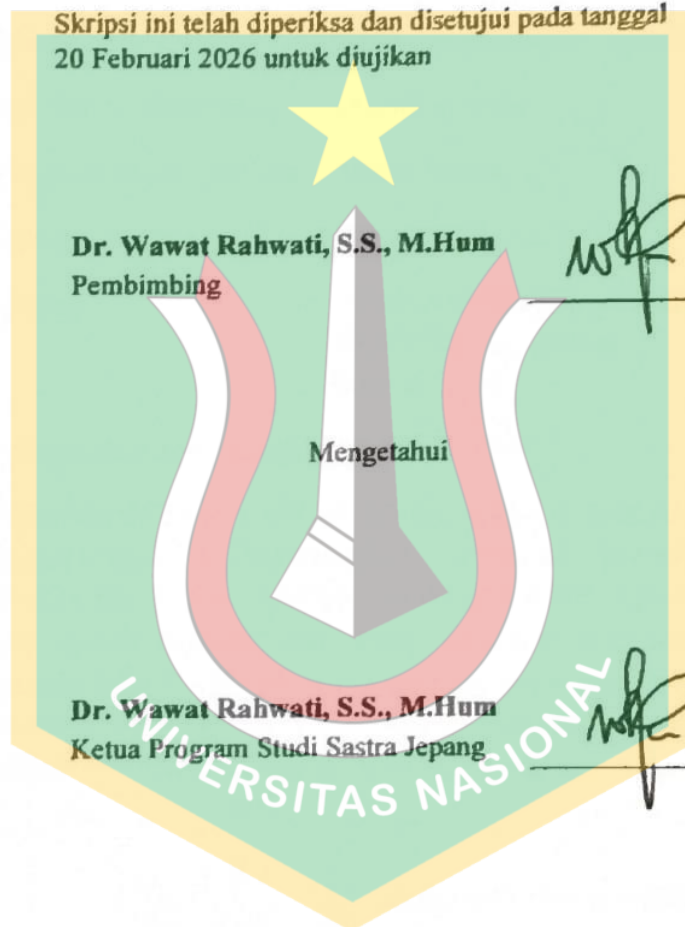 Skripsi ini telah diperiksa dan disetujui pada tanggal
20 Februari 2026 untuk diujikan
Dr. Wawat Rahwati, S.S., M.Hum
Pembimbing
Mengetahui
Dr. Wawat Rahwati, S.S., M.Hum
Ketua Program Studi Sastra Jepang
UNIVERSITAS NASIONAL